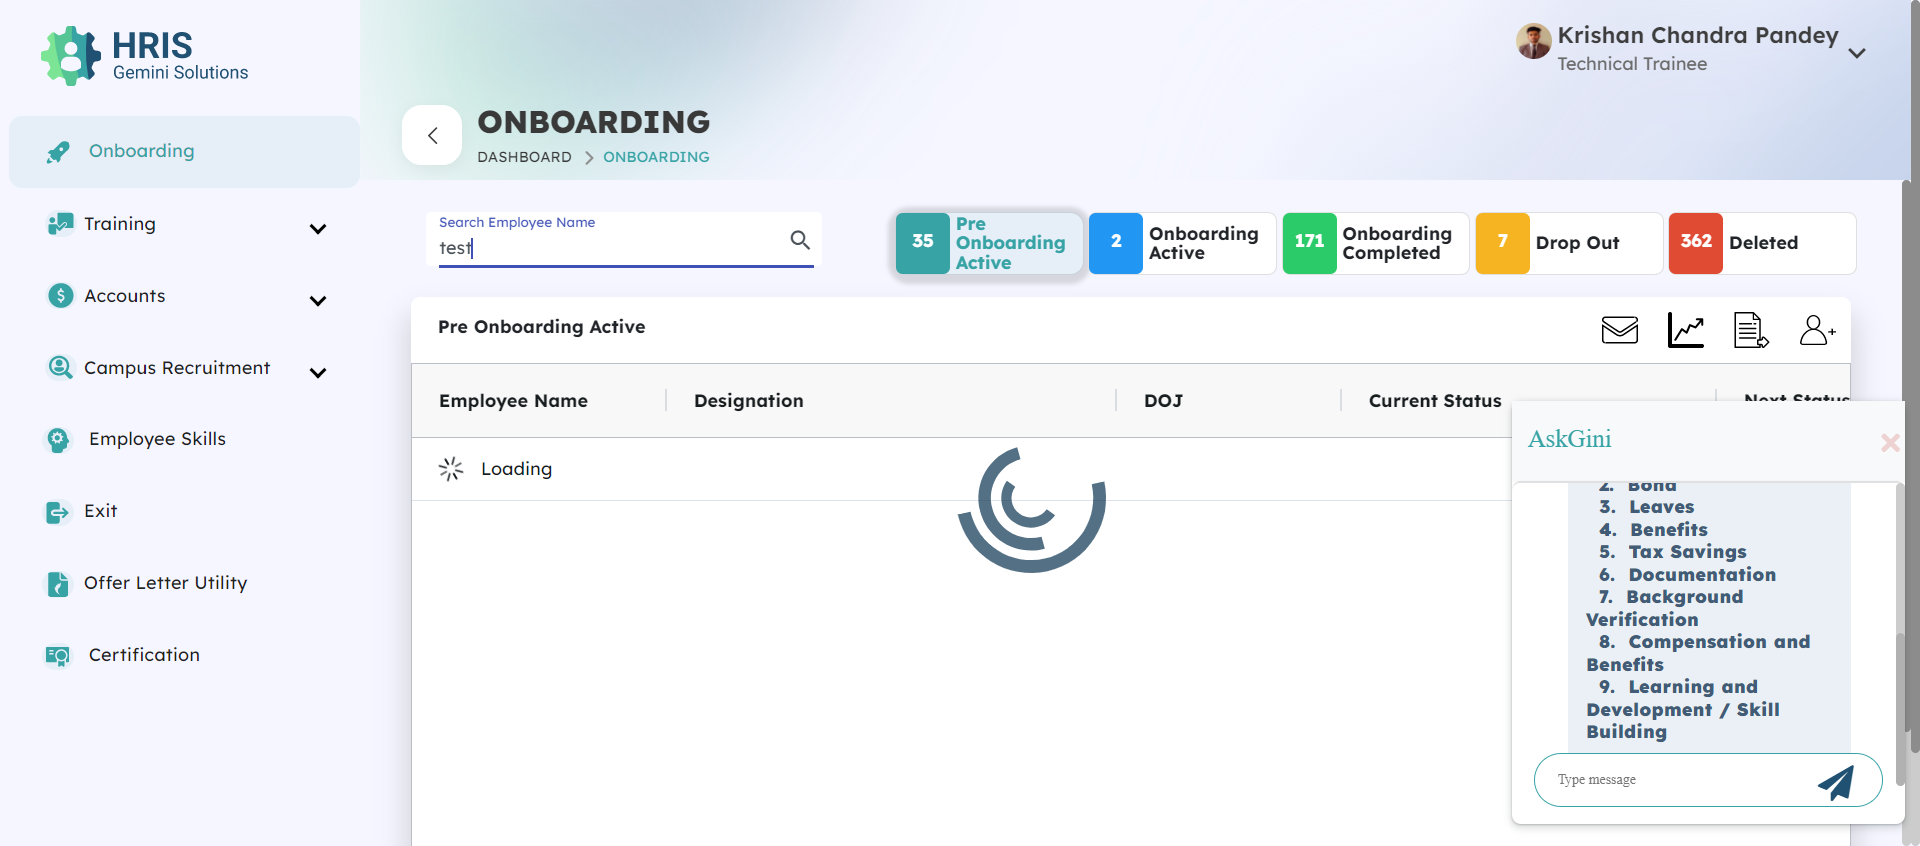 HRIS
Gemini Solutions
Krishan Chandra Pandey
Technical Trainee
ONBOARDING
DASHBOARD
ONBOARDING
Onboarding
Training
Accounts
Campus Recruitment
Employee Skills
Exit
Offer Letter Utility
Certification
Search Employee Name
test
35
Pre
Onboarding
Active
2
Onboarding
Active
171
Onboarding
Completed
7
Drop Out
362
Deleted
Pre Onboarding Active
Employee Name
Designation
DOJ
Current Status
Next Status
Loading
AskGini
2. Bond
3. Leaves
4. Benefits
5. Tax Savings
6. Documentation
7. Background
Verification
8. Compensation and
Benefits
9. Learning and
Development / Skill
Building
Type message